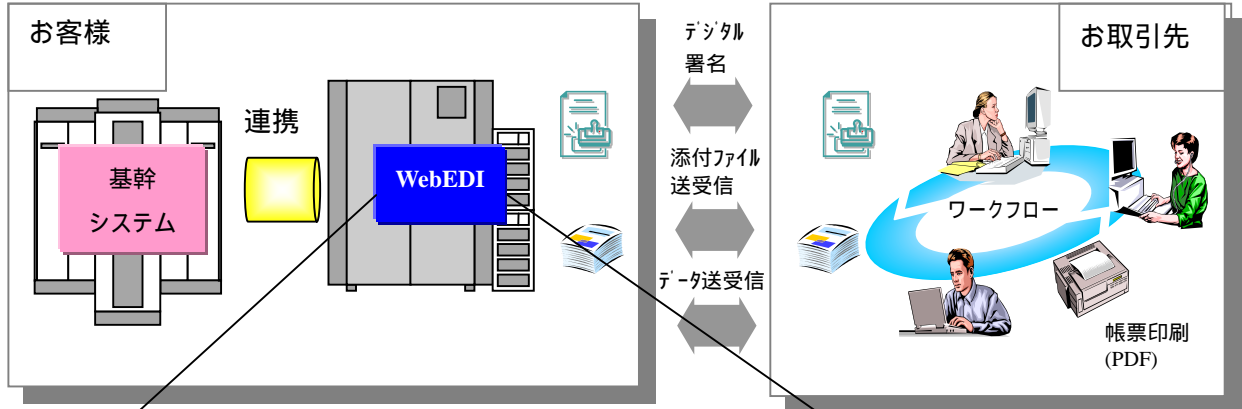 お客様
基幹
システム
連携
WebEDI
ﾃﾞｼﾞﾀﾙ
署名
添付ﾌｧｲﾙ
送受信
ﾃﾞｰﾀ送受信
お取引先
ワークフロー
帳票印刷
(PDF)